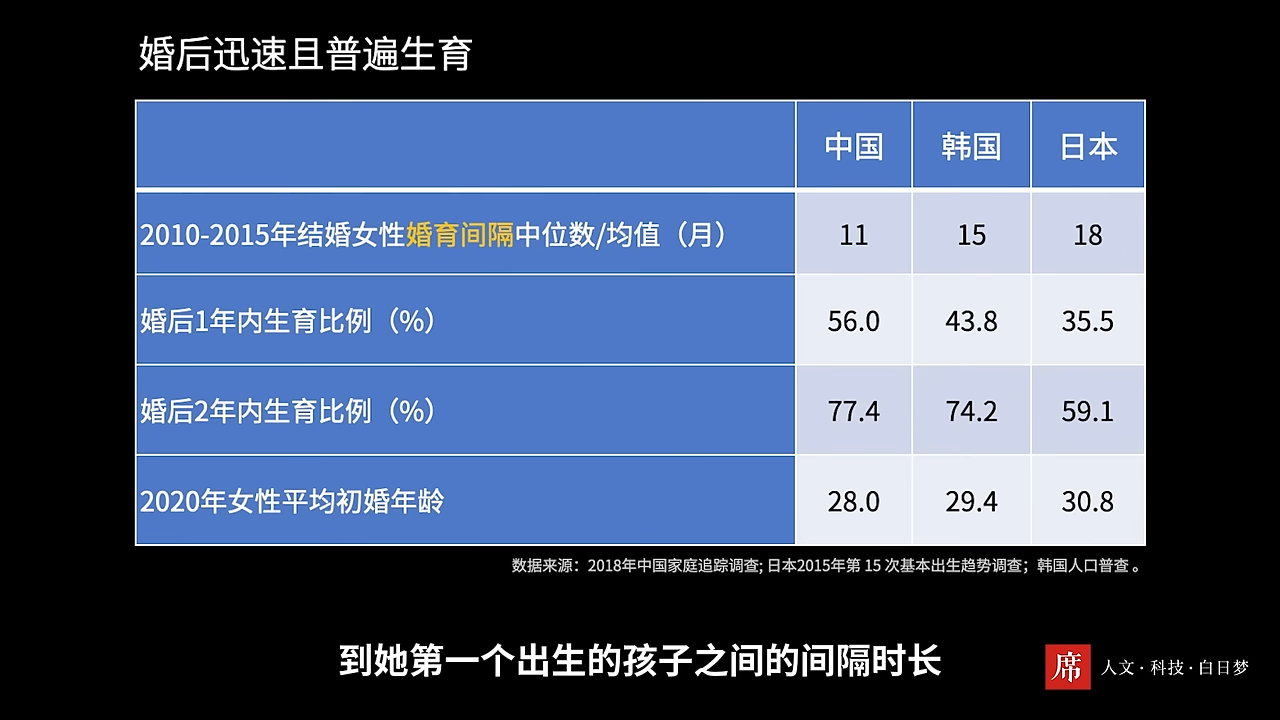 婚后迅速且普遍生育
中国 韩国 日本
2010-2015年结婚女性婚育间隔中位数/均值（月） 11 15 18
婚后1年内生育比例（%） 56.0 43.8 35.5
婚后2年内生育比例（%） 77.4 74.2 59.1
2020年女性平均初婚年龄 28.0 29.4 30.8
数据来源：2018年中国家庭追踪调查; 日本2015年第 15 次基本出生趋势调查；韩国人口普查 。
到她第一个出生的孩子之间的间隔时长
席 人文·科技·白日梦